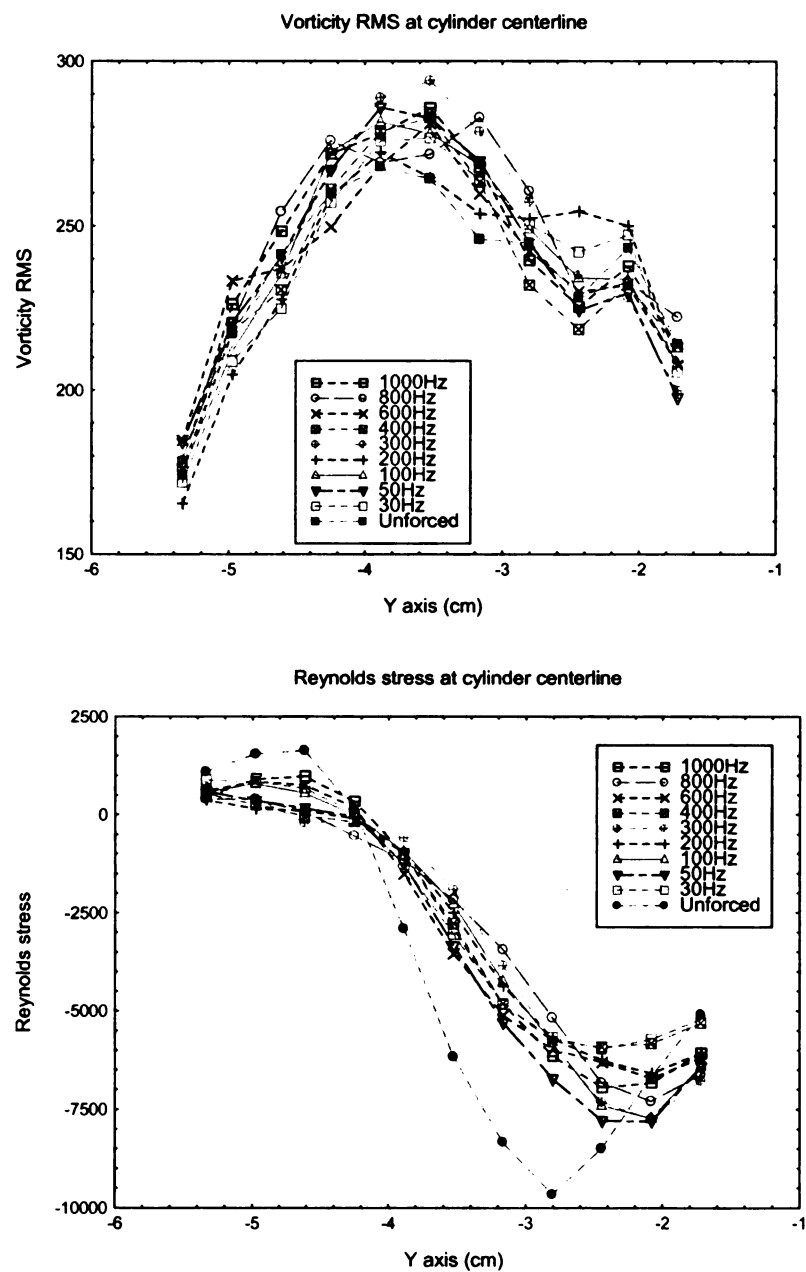 Vorticity RMS at cylinder centerline
300
250
200
150
Vorticity RMS
1000Hz
800Hz
600Hz
400Hz
300Hz
200Hz
100Hz
50Hz
30Hz
Unforced
-6 -5 -4 -3 -2 -1
Y axis (cm)
Reynolds stress at cylinder centerline
2500
0
-2500
-5000
-7500
-10000
Reynolds stress
1000Hz
800Hz
600Hz
400Hz
300Hz
200Hz
100Hz
50Hz
30Hz
Unforced
-6 -5 -4 -3 -2 -1
Y axis (cm)